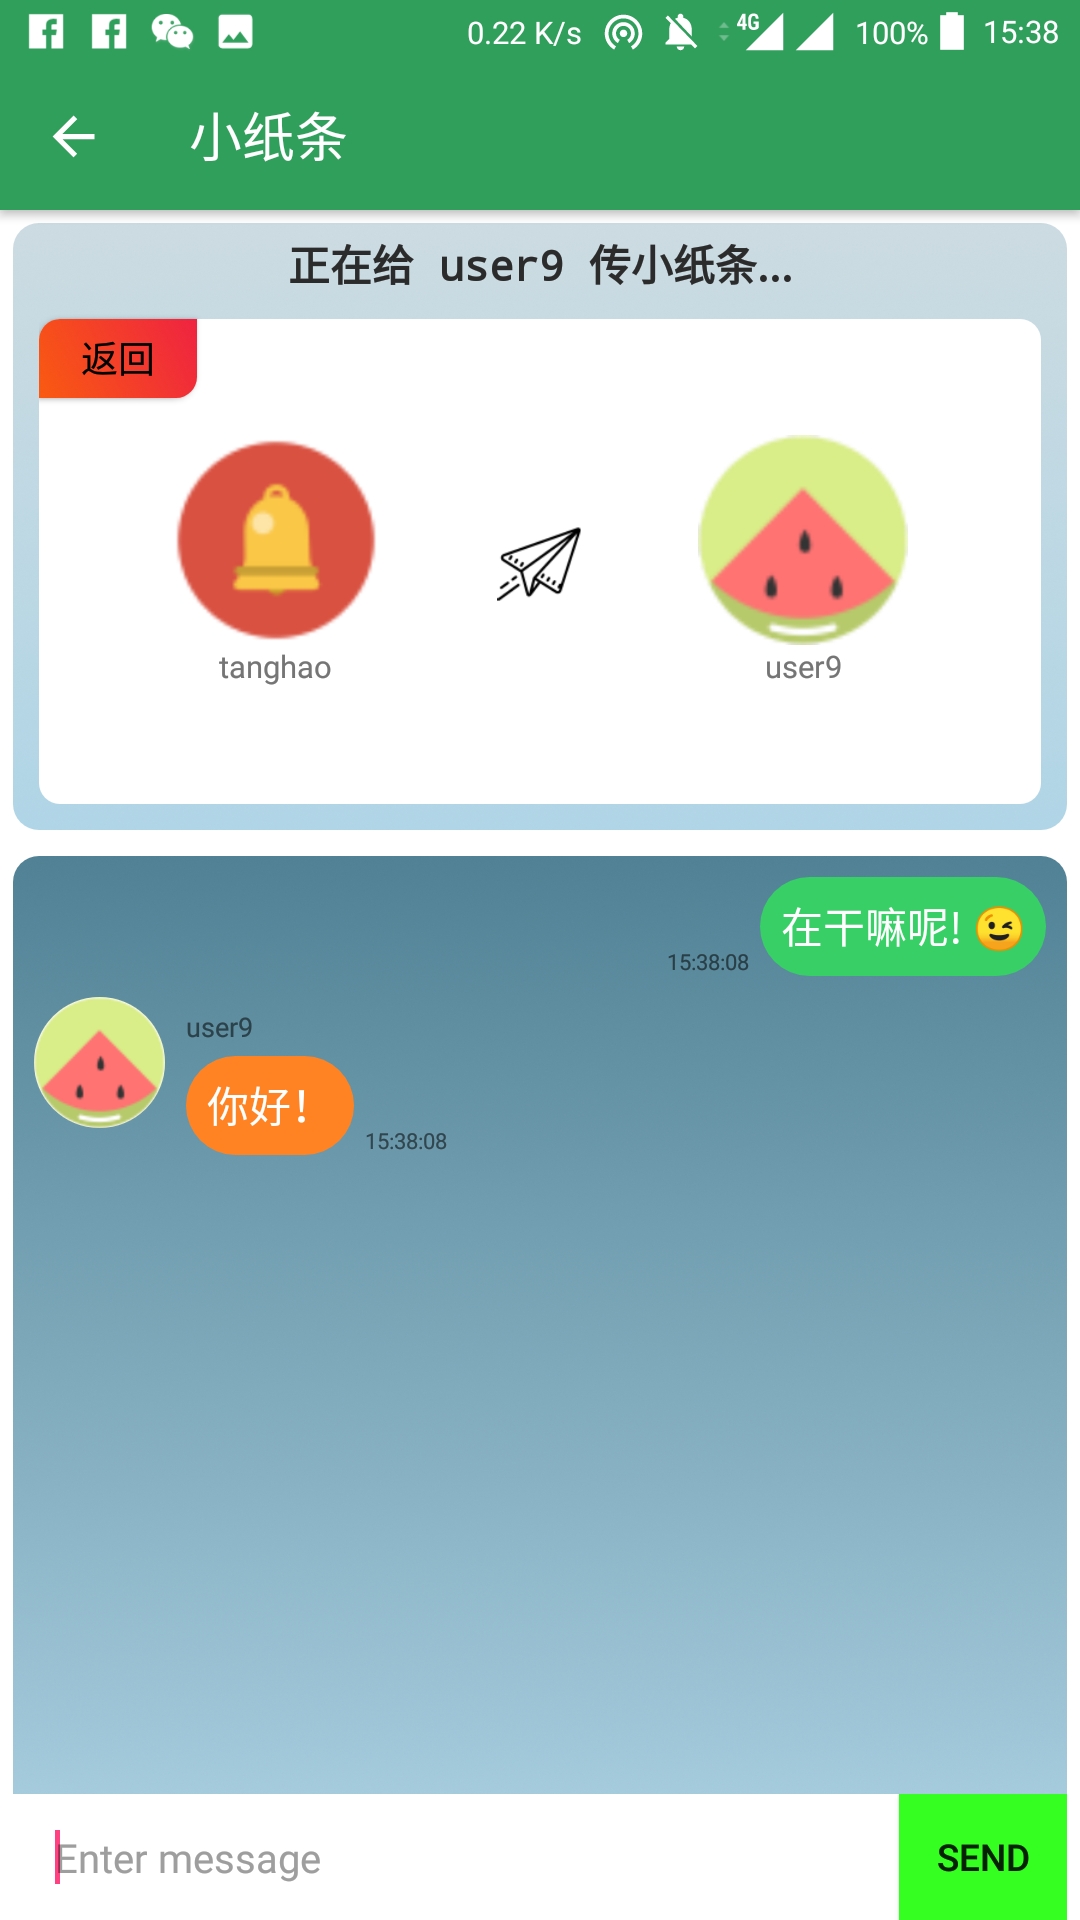 0.22 K/s 4G 100% 15:38
小纸条
正在给 user9 传小纸条...
返回
tanghao
user9
在干嘛呢! 😉
15:38:08
user9
你好！
15:38:08
Enter message
SEND